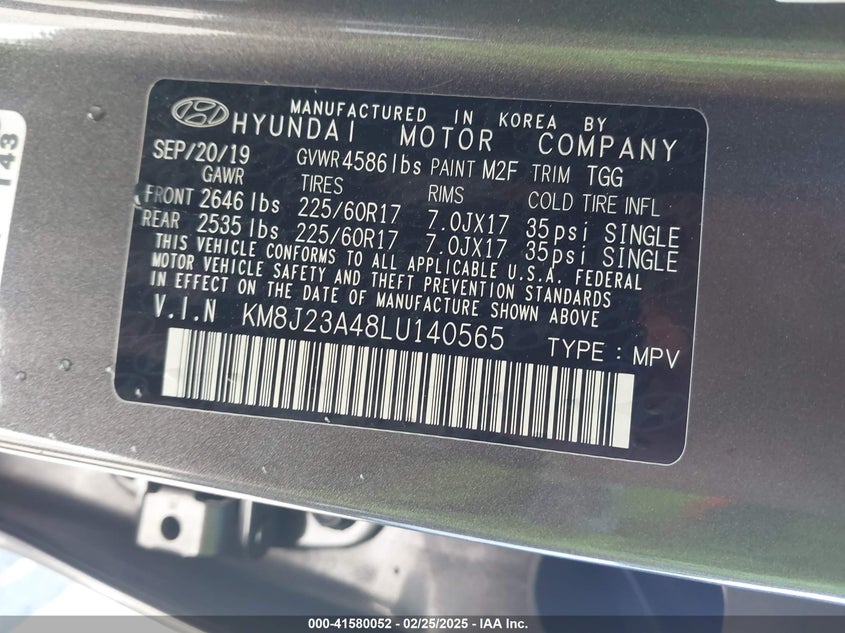 143
MANUFACTURED IN KOREA BY
HYUNDAI MOTOR COMPANY
SEP/20/19 GVWR 4586lbs PAINT M2F TRIM TGG
GAWR TIRES RIMS COLD TIRE INFL
FRONT 2646 lbs 225/60R17 7.0JX17 35psi SINGLE
REAR 2535 lbs 225/60R17 7.0JX17 35psi SINGLE
THIS VEHICLE CONFORMS TO ALL APPLICABLE U.S.A. FEDERAL
MOTOR VEHICLE SAFETY AND THEFT PREVENTION STANDARDS
IN EFFECT ON THE DATE OF MANUFACTURE SHOWN ABOVE
V.I.N KM8J23A48LU140565 TYPE : MPV
000-41580052 - 02/25/2025 - IAA Inc.